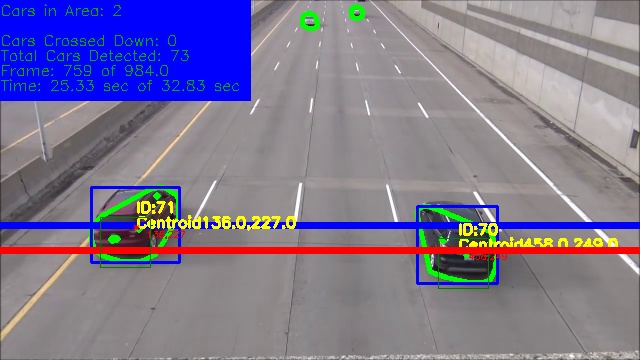 Cars in Area: 2
Cars Crossed Down: 0
Total Cars Detected: 73
Frame: 759 of 984.0
Time: 25.33 sec of 32.83 sec
ID:71
Centroid136.0,227.0
ID:70
Centroid458.0,249.0